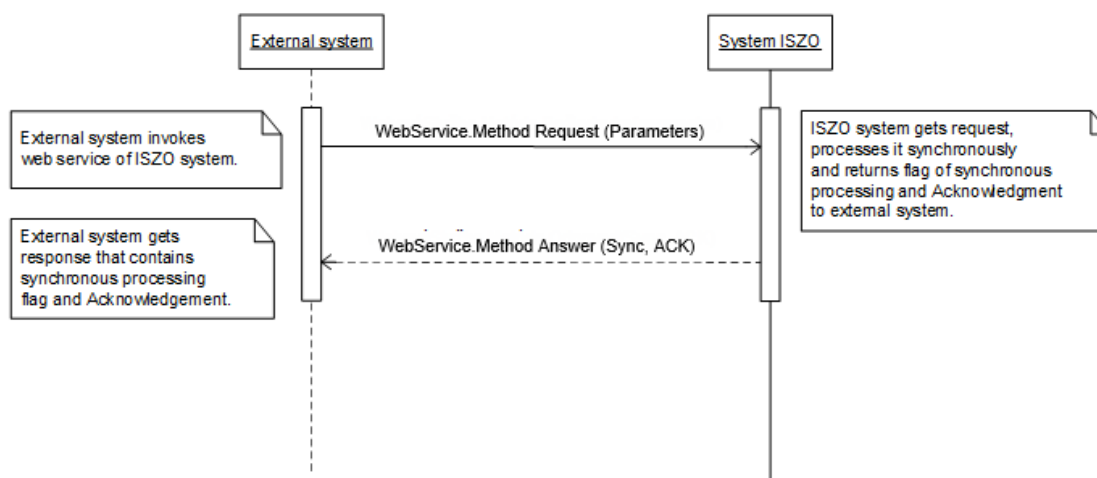 External system
System ISZO
External system invokes
web service of ISZO system.
WebService.Method Request (Parameters)
ISZO system gets request,
processes it synchronously
and returns flag of synchronous
processing and Acknowledgment
to external system.
External system gets
response that contains
synchronous processing
flag and Acknowledgement.
WebService.Method Answer (Sync, ACK)